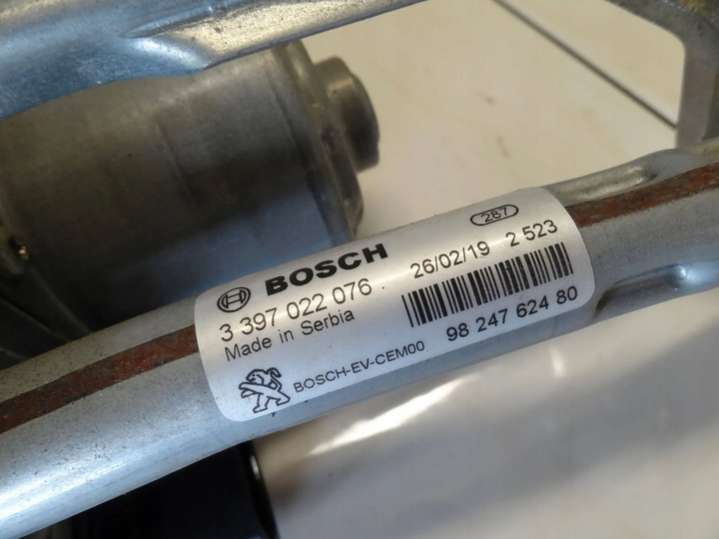 287
BOSCH 26/02/19 2 523
3 397 022 076
Made in Serbia 98 247 624 80
BOSCH-EV-CEM00